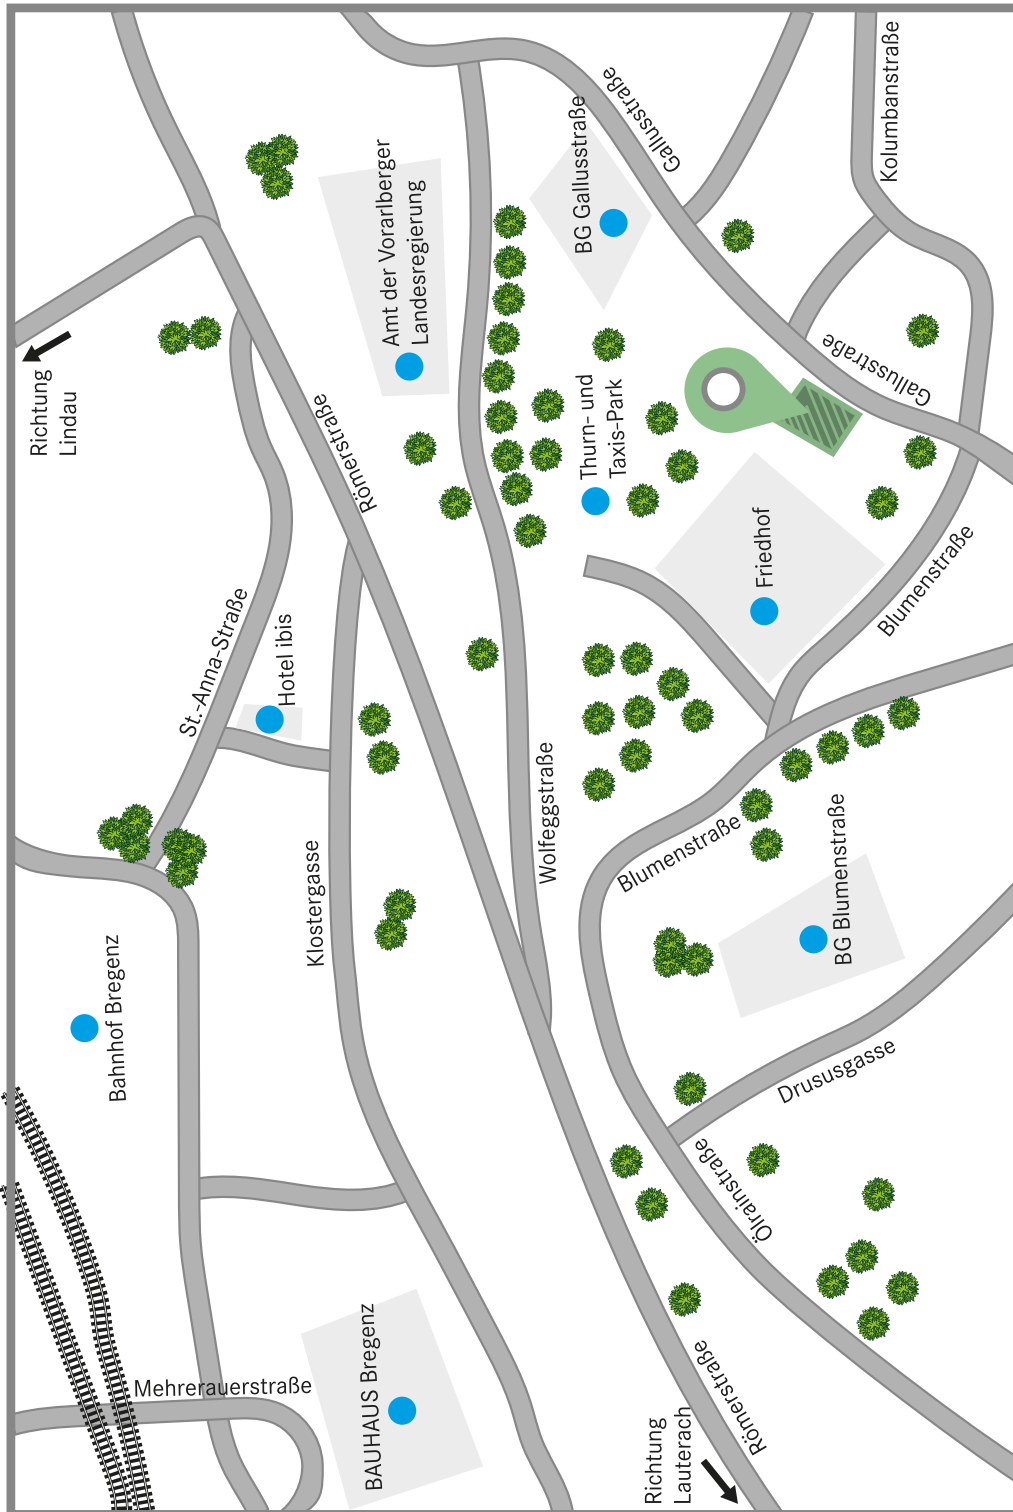 Kolumbanstraße
Gallusstraße
BG Gallusstraße
Amt der Vorarlberger
Landesregierung
Richtung
Lindau
Römerstraße
Thurn- und
Taxis-Park
Gallusstraße
Friedhof
Blumenstraße
St.-Anna-Straße
Hotel ibis
Wolfeggstraße
Blumenstraße
BG Blumenstraße
Klostergasse
Bahnhof Bregenz
Drususgasse
Ölrainstraße
BAUHAUS Bregenz
Mehrerauerstraße
Römerstraße
Richtung
Lauterach